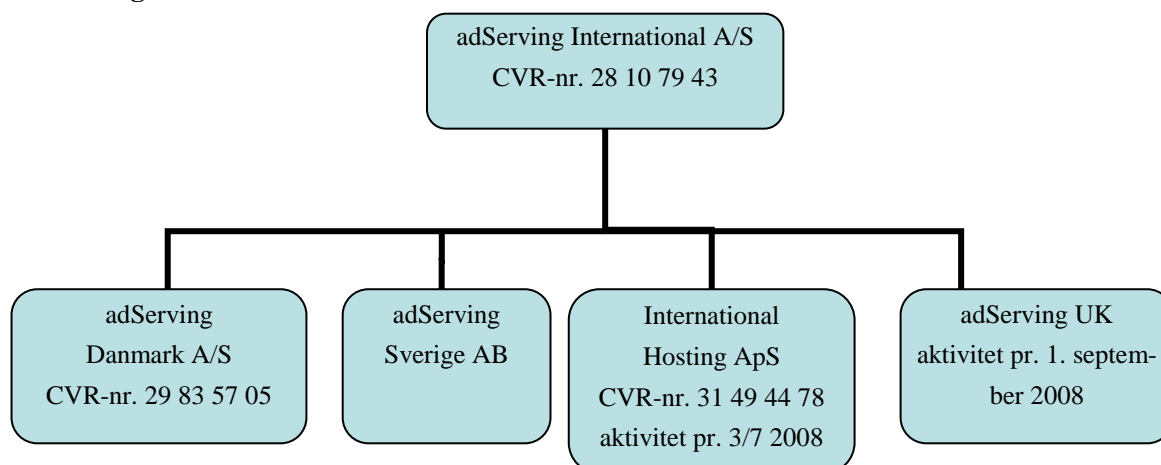 adServing International A/S
CVR-nr. 28 10 79 43
adServing
Danmark A/S
CVR-nr. 29 83 57 05
adServing
Sverige AB
International
Hosting ApS
CVR-nr. 31 49 44 78
aktivitet pr. 3/7 2008
adServing UK
aktivitet pr. 1. septem-
ber 2008